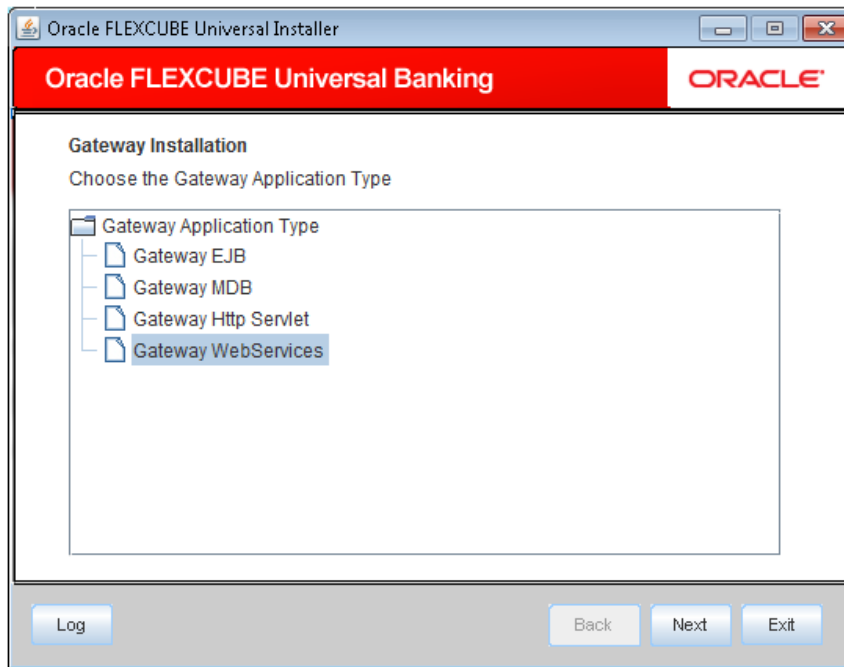 Oracle FLEXCUBE Universal Installer
Oracle FLEXCUBE Universal Banking
ORACLE
Gateway Installation
Choose the Gateway Application Type
Gateway Application Type
Gateway EJB
Gateway MDB
Gateway Http Servlet
Gateway WebServices
Log Back Next Exit